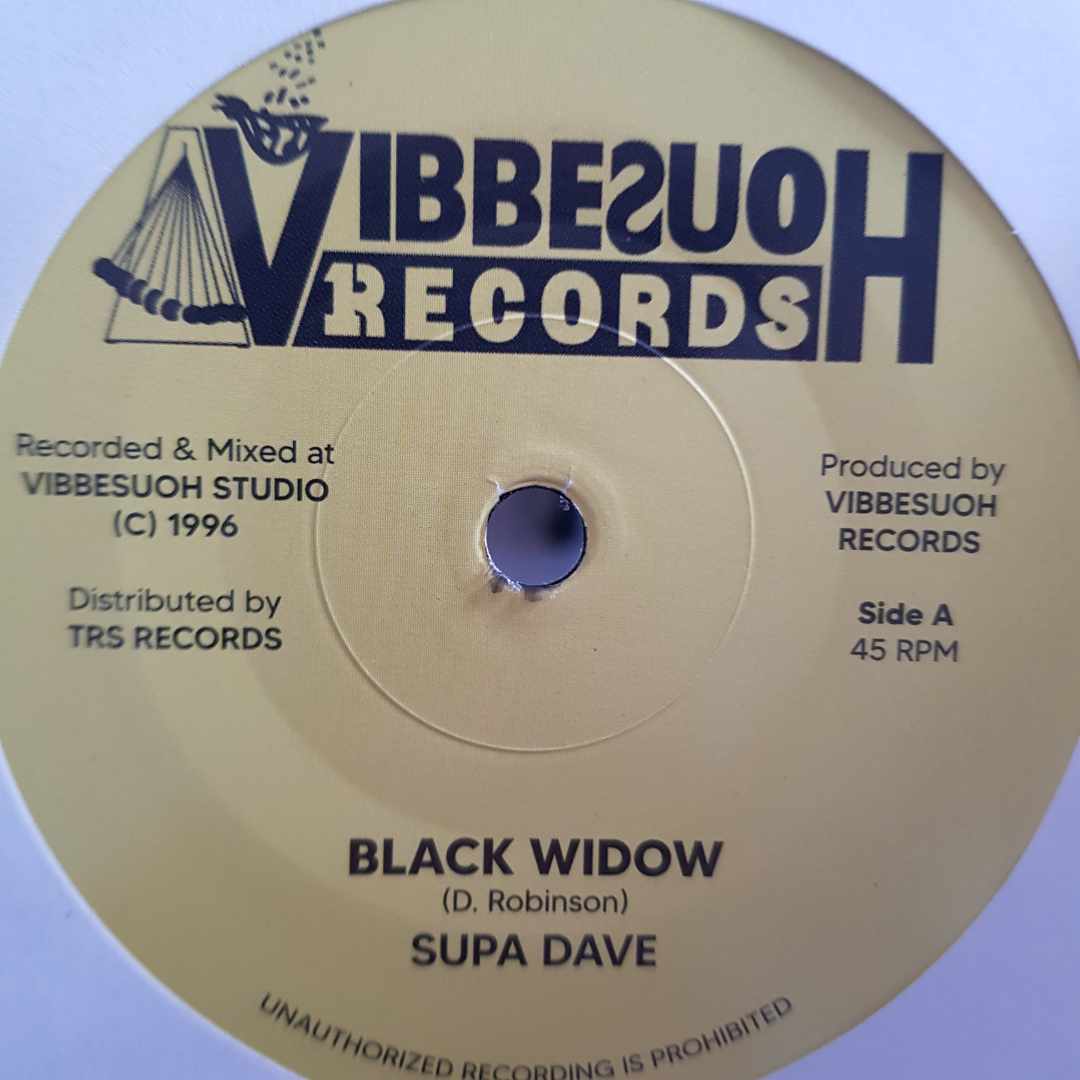 VIBBESUOH
RECORDS
Recorded & Mixed at
VIBBESUOH STUDIO
(C) 1996
Distributed by
TRS RECORDS
Produced by
VIBBESUOH
RECORDS
Side A
45 RPM
BLACK WIDOW
(D. Robinson)
SUPA DAVE
UNAUTHORIZED RECORDING IS PROHIBITED